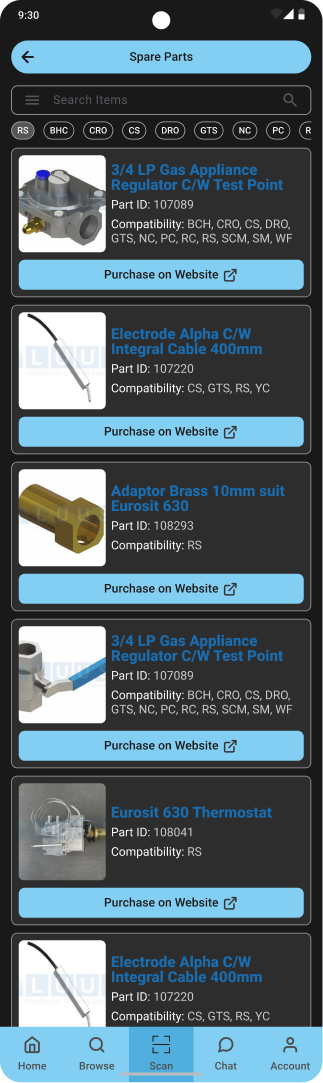 9:30
Spare Parts
Search Items
RS BHC CRO CS DRO GTS NC PC R
3/4 LP Gas Appliance
Regulator C/W Test Point
Part ID: 107089
Compatibility: BCH, CRO, CS, DRO,
GTS, NC, PC, RC, RS, SCM, SM, WF
Purchase on Website
Electrode Alpha C/W
Integral Cable 400mm
Part ID: 107220
Compatibility: CS, GTS, RS, YC
Purchase on Website
Adaptor Brass 10mm suit
Eurosit 630
Part ID: 108293
Compatibility: RS
Purchase on Website
3/4 LP Gas Appliance
Regulator C/W Test Point
Part ID: 107089
Compatibility: BCH, CRO, CS, DRO,
GTS, NC, PC, RC, RS, SCM, SM, WF
Purchase on Website
Eurosit 630 Thermostat
Part ID: 108041
Compatibility: RS
Purchase on Website
Electrode Alpha C/W
Integral Cable 400mm
Part ID: 107220
Compatibility: CS, GTS, RS, YC
Home Browse Scan Chat Account